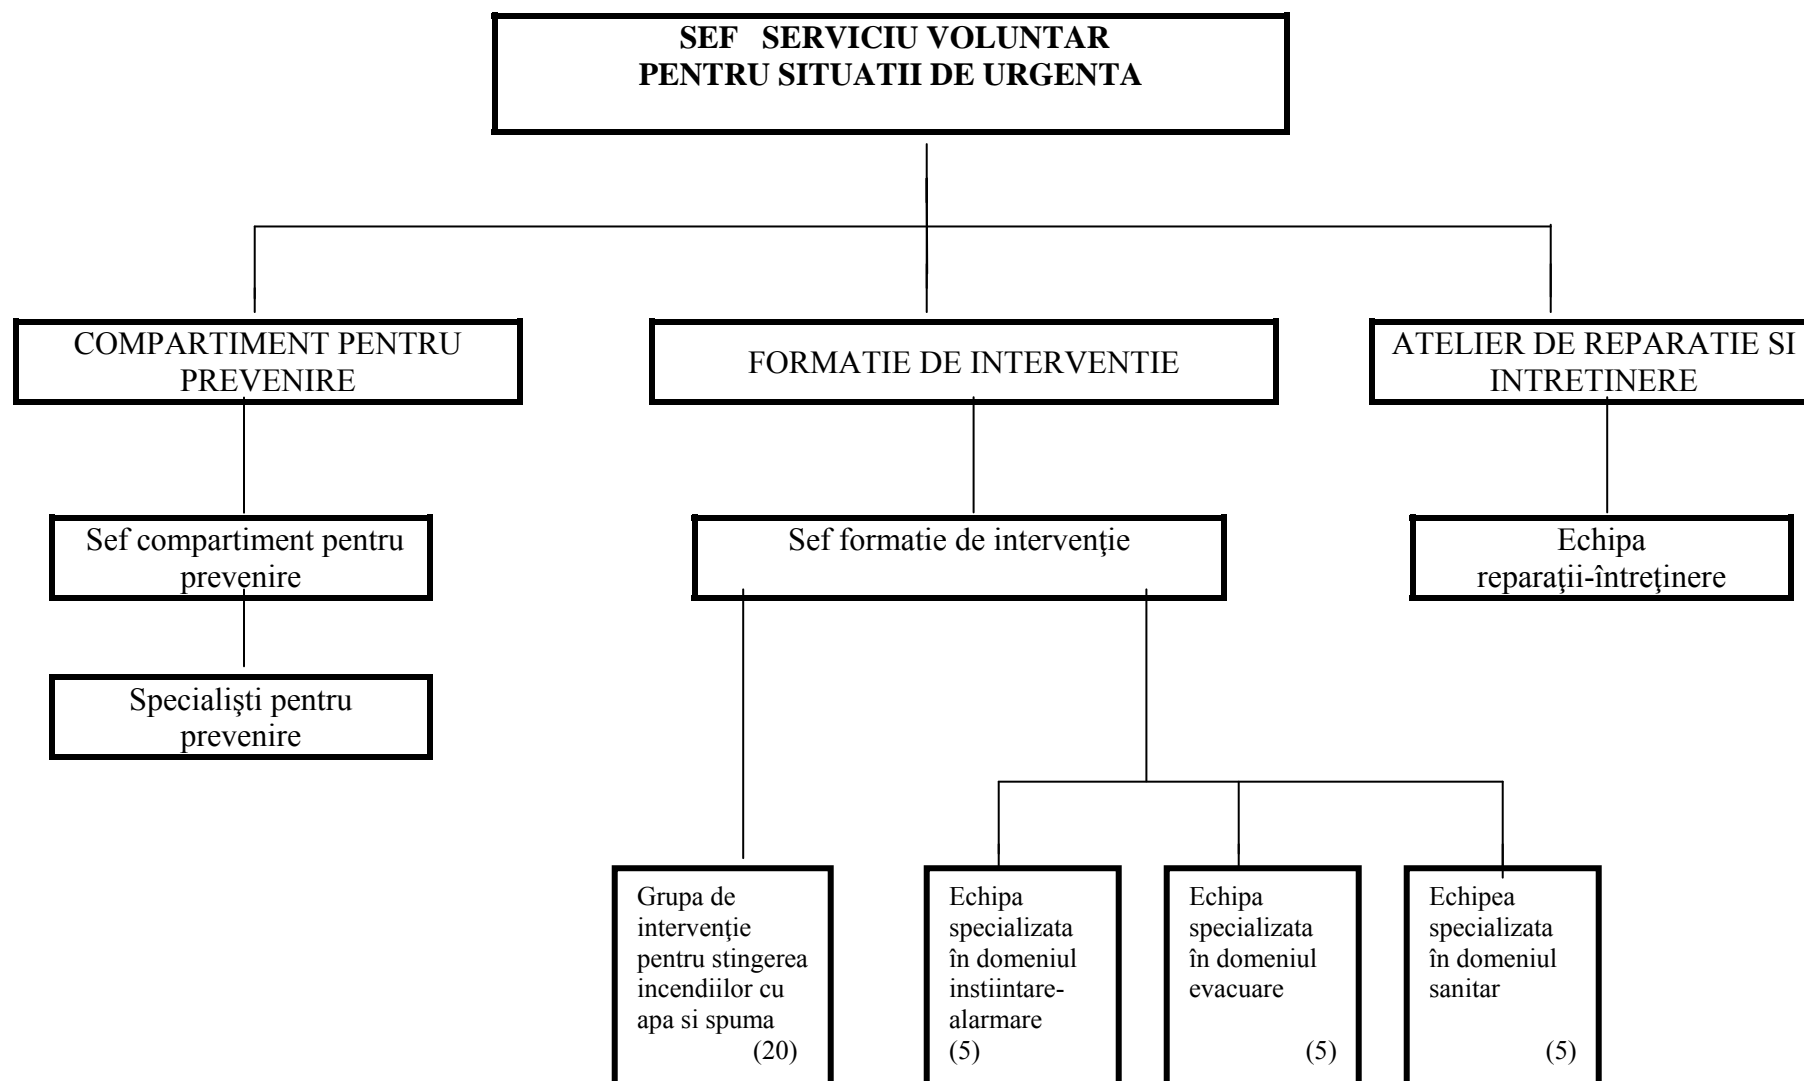 SEF SERVICIU VOLUNTAR
PENTRU SITUATII DE URGENTA
COMPARTIMENT PENTRU
PREVENIRE
FORMATIE DE INTERVENTIE
ATELIER DE REPARATIE SI
INTRETINERE
Sef compartiment pentru
prevenire
Sef formatie de intervenţie
Echipa
reparaţii-întreţinere
Specialişti pentru
prevenire
Grupa de
intervenţie
pentru stingerea
incendiilor cu
apa si spuma
(20)
Echipa
specializata
în domeniul
instiintare-
alarmare
(5)
Echipa
specializata
în domeniul
evacuare
(5)
Echipea
specializata
în domeniul
sanitar
(5)